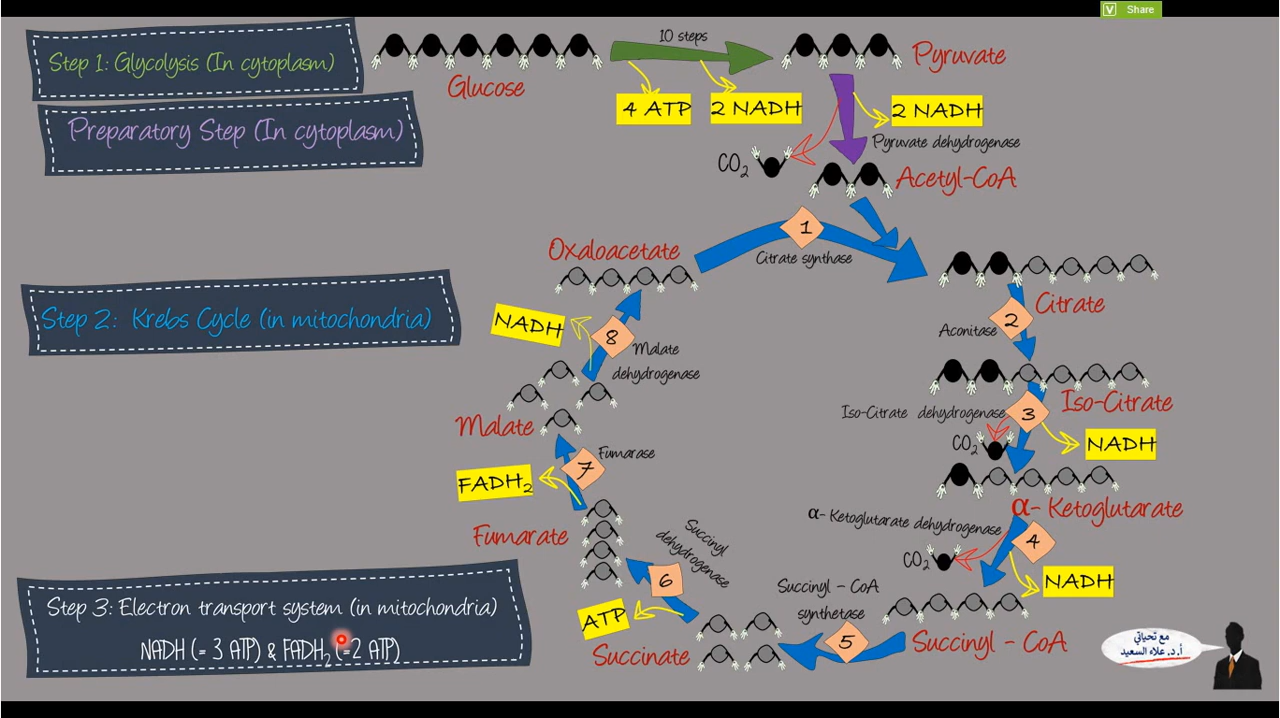 V Share
Step 1: Glycolysis (In cytoplasm)
Glucose
10 steps
Pyruvate
4 ATP
2 NADH
2 NADH
Preparatory Step (In cytoplasm)
Pyruvate dehydrogenase
CO2
Acetyl-CoA
Step 2: Krebs Cycle (in mitochondria)
Oxaloacetate
1
Citrate synthase
Citrate
2
Aconitase
Iso-Citrate
Iso-Citrate dehydrogenase
3
CO2
NADH
α- Ketoglutarate
α- Ketoglutarate dehydrogenase
4
CO2
NADH
Succinyl - CoA
Succinyl - CoA
synthetase
5
Succinate
Succinyl
dehydrogenase
6
ATP
Fumarate
FADH2
7
Fumarase
Malate
NADH
8
Malate
dehydrogenase
Step 3: Electron transport system (in mitochondria)
NADH (= 3 ATP) & FADH2 (=2 ATP)
مع تحياتي
أ.د. علاء السعيد